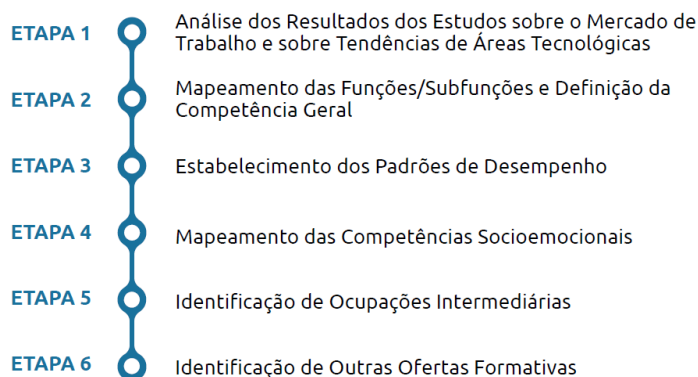 ETAPA 1
Análise dos Resultados dos Estudos sobre o Mercado de
Trabalho e sobre Tendências de Áreas Tecnológicas
ETAPA 2
Mapeamento das Funções/Subfunções e Definição da
Competência Geral
ETAPA 3
Estabelecimento dos Padrões de Desempenho
ETAPA 4
Mapeamento das Competências Socioemocionais
ETAPA 5
Identificação de Ocupações Intermediárias
ETAPA 6
Identificação de Outras Ofertas Formativas